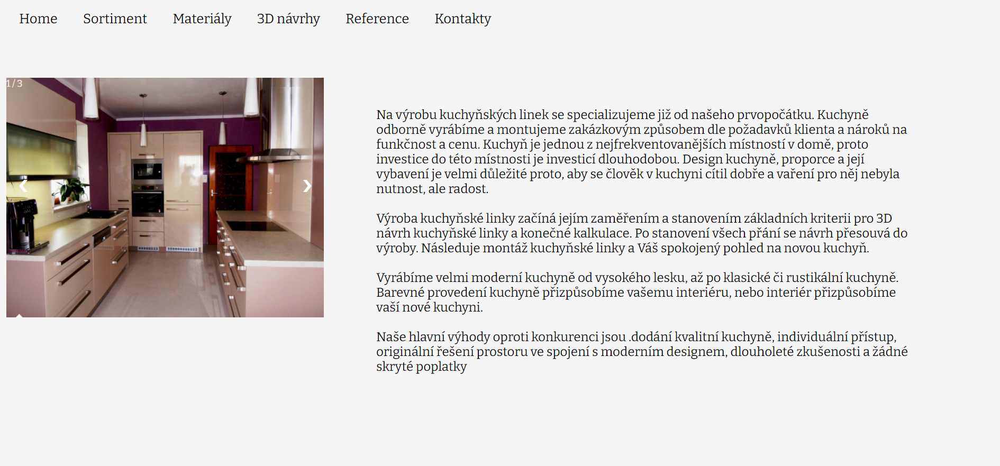 Home Sortiment Materiály 3D návrhy Reference Kontakty
1 / 3
Na výrobu kuchyňských linek se specializujeme již od našeho prvopočátku. Kuchyně
odborně vyrábíme a montujeme zakázkovým způsobem dle požadavků klienta a nároků na
funkčnost a cenu. Kuchyň je jednou z nejfrekventovanějších místností v domě, proto
investice do této místnosti je investicí dlouhodobou. Design kuchyně, proporce a její
vybavení je velmi důležité proto, aby se člověk v kuchyni cítil dobře a vaření pro něj nebyla
nutnost, ale radost.
Výroba kuchyňské linky začíná jejím zaměřením a stanovením základních kriterii pro 3D
návrh kuchyňské linky a konečné kalkulace. Po stanovení všech přání se návrh přesouvá do
výroby. Následuje montáž kuchyňské linky a Váš spokojený pohled na novou kuchyň.
Vyrábíme velmi moderní kuchyně od vysokého lesku, až po klasické či rustikální kuchyně.
Barevné provedení kuchyně přizpůsobíme vašemu interiéru, nebo interiér přizpůsobíme
vaší nové kuchyni.
Naše hlavní výhody oproti konkurenci jsou .dodání kvalitní kuchyně, individuální přístup,
originální řešení prostoru ve spojení s moderním designem, dlouholeté zkušenosti a žádné
skryté poplatky